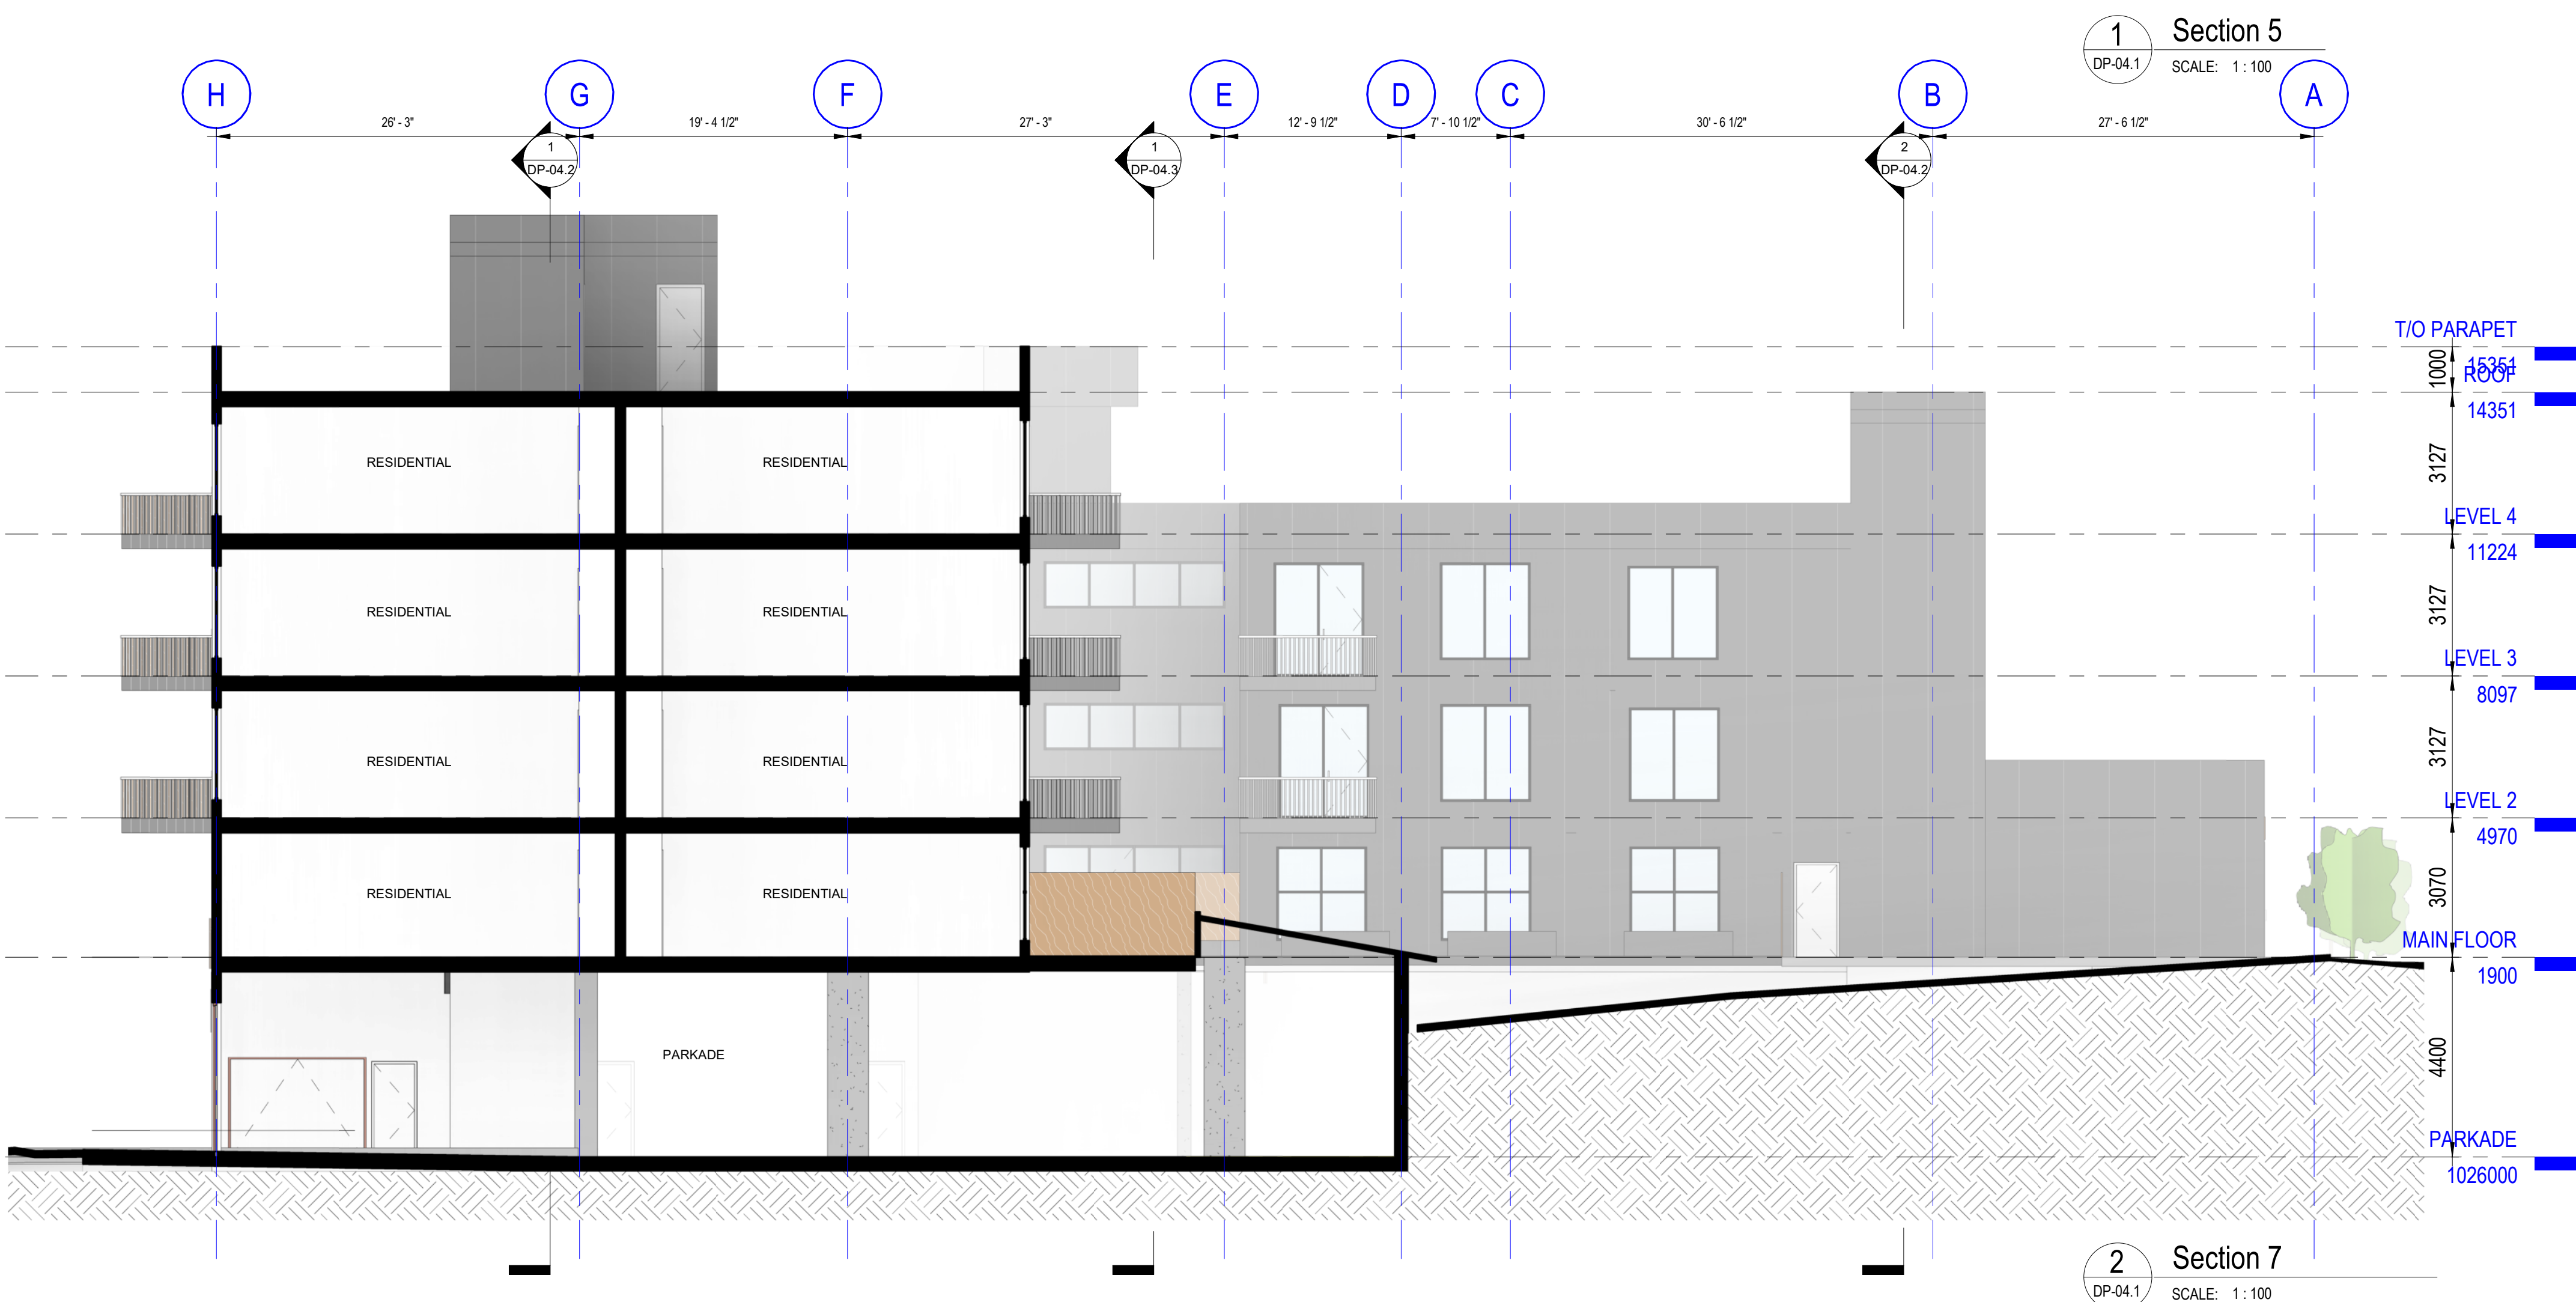 1
Section 5
DP-04.1
SCALE: 1 : 100
H
G
F
E
D
C
B
A
26' - 3"
19' - 4 1/2"
27' - 3"
12' - 9 1/2"
7' - 10 1/2"
30' - 6 1/2"
27' - 6 1/2"
1
DP-04.2
1
DP-04.3
2
DP-04.2
T/O PARAPET
15351
1000
ROOF
14351
RESIDENTIAL
RESIDENTIAL
3127
LEVEL 4
11224
RESIDENTIAL
RESIDENTIAL
3127
LEVEL 3
8097
RESIDENTIAL
RESIDENTIAL
3127
LEVEL 2
4970
RESIDENTIAL
RESIDENTIAL
3070
MAIN FLOOR
1900
PARKADE
4400
PARKADE
1026000
2
Section 7
DP-04.1
SCALE: 1 : 100